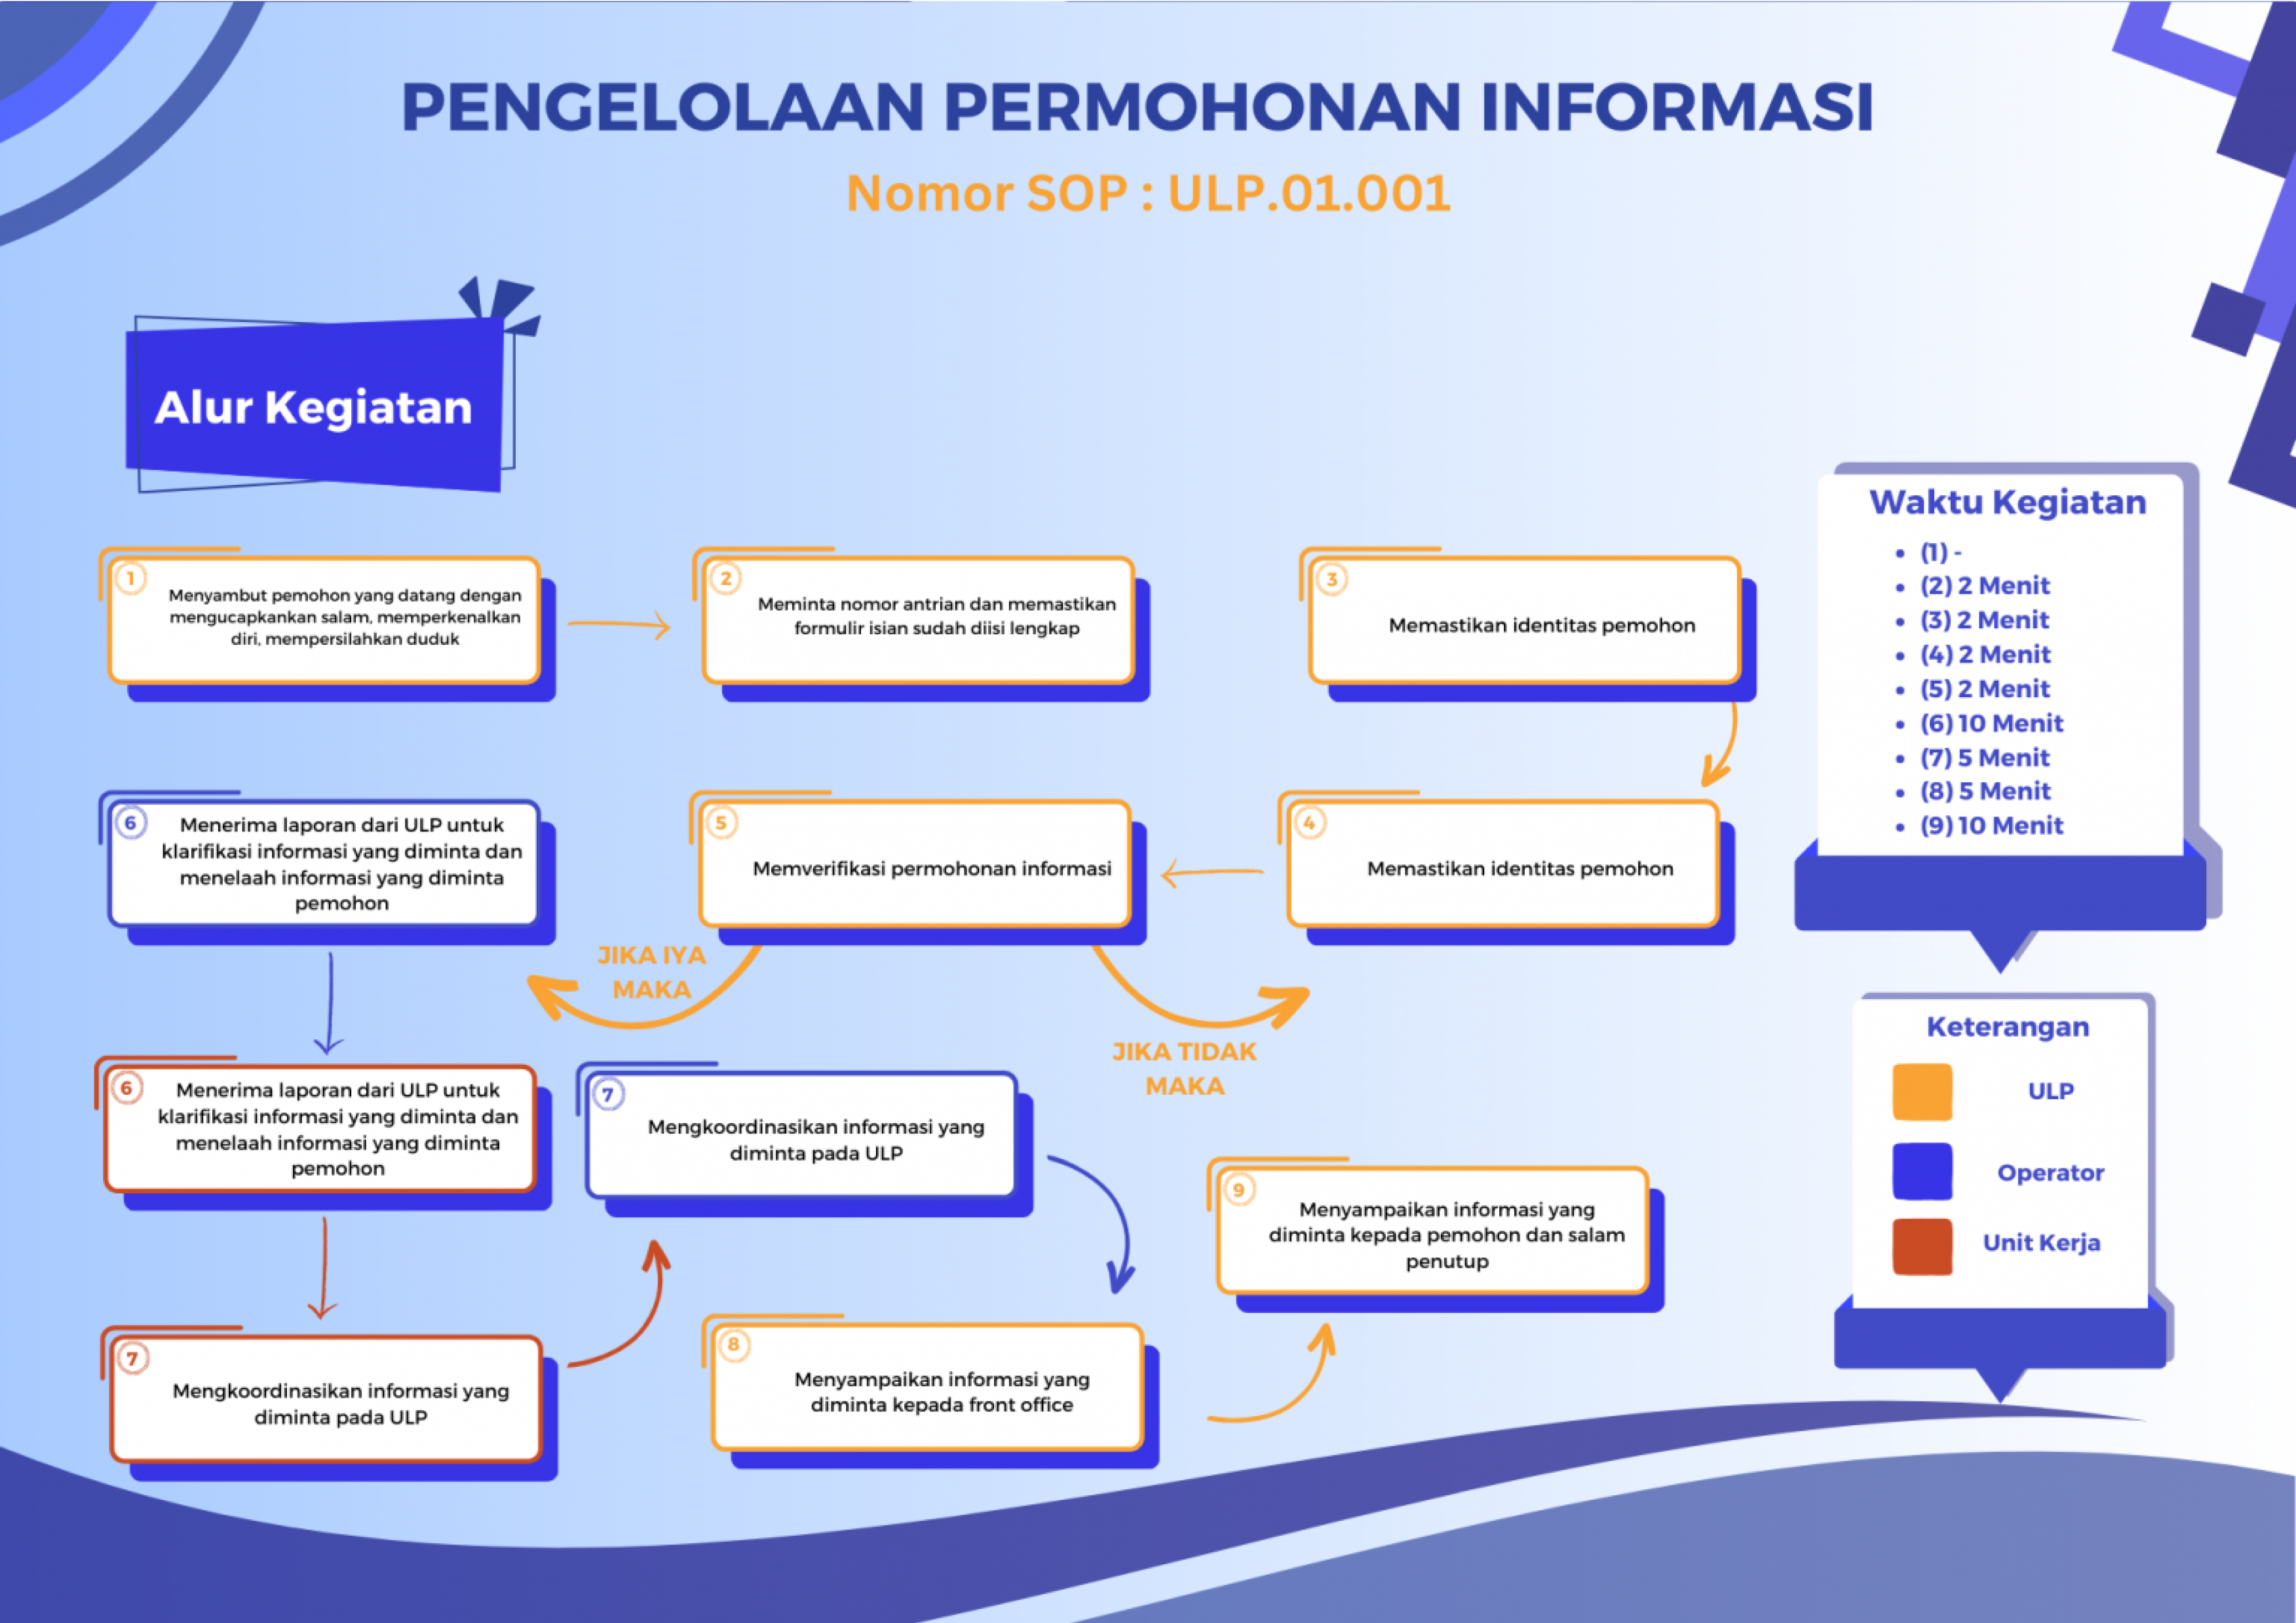 PENGELOLAAN PERMOHONAN INFORMASI
Nomor SOP : ULP.01.001
Alur Kegiatan
1
Menyambut pemohon yang datang dengan
mengucapkankan salam, memperkenalkan
diri, mempersilahkan duduk
2
Meminta nomor antrian dan memastikan
formulir isian sudah diisi lengkap
3
Memastikan identitas pemohon
4
Memastikan identitas pemohon
5
Memverifikasi permohonan informasi
JIKA IYA
MAKA
JIKA TIDAK
MAKA
6
Menerima laporan dari ULP untuk
klarifikasi informasi yang diminta dan
menelaah informasi yang diminta
pemohon
6
Menerima laporan dari ULP untuk
klarifikasi informasi yang diminta dan
menelaah informasi yang diminta
pemohon
7
Mengkoordinasikan informasi yang
diminta pada ULP
7
Mengkoordinasikan informasi yang
diminta pada ULP
8
Menyampaikan informasi yang
diminta kepada front office
9
Menyampaikan informasi yang
diminta kepada pemohon dan salam
penutup
Waktu Kegiatan
• (1) -
• (2) 2 Menit
• (3) 2 Menit
• (4) 2 Menit
• (5) 2 Menit
• (6) 10 Menit
• (7) 5 Menit
• (8) 5 Menit
• (9) 10 Menit
Keterangan
ULP
Operator
Unit Kerja